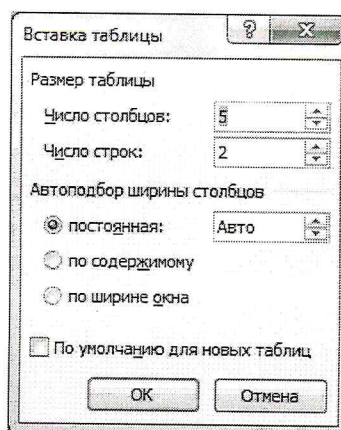 Вставка таблицы
Размер таблицы
Число столбцов: 5
Число строк: 2
Автоподбор ширины столбцов
постоянная: Авто
по содержимому
по ширине окна
По умолчанию для новых таблиц
ОК Отмена